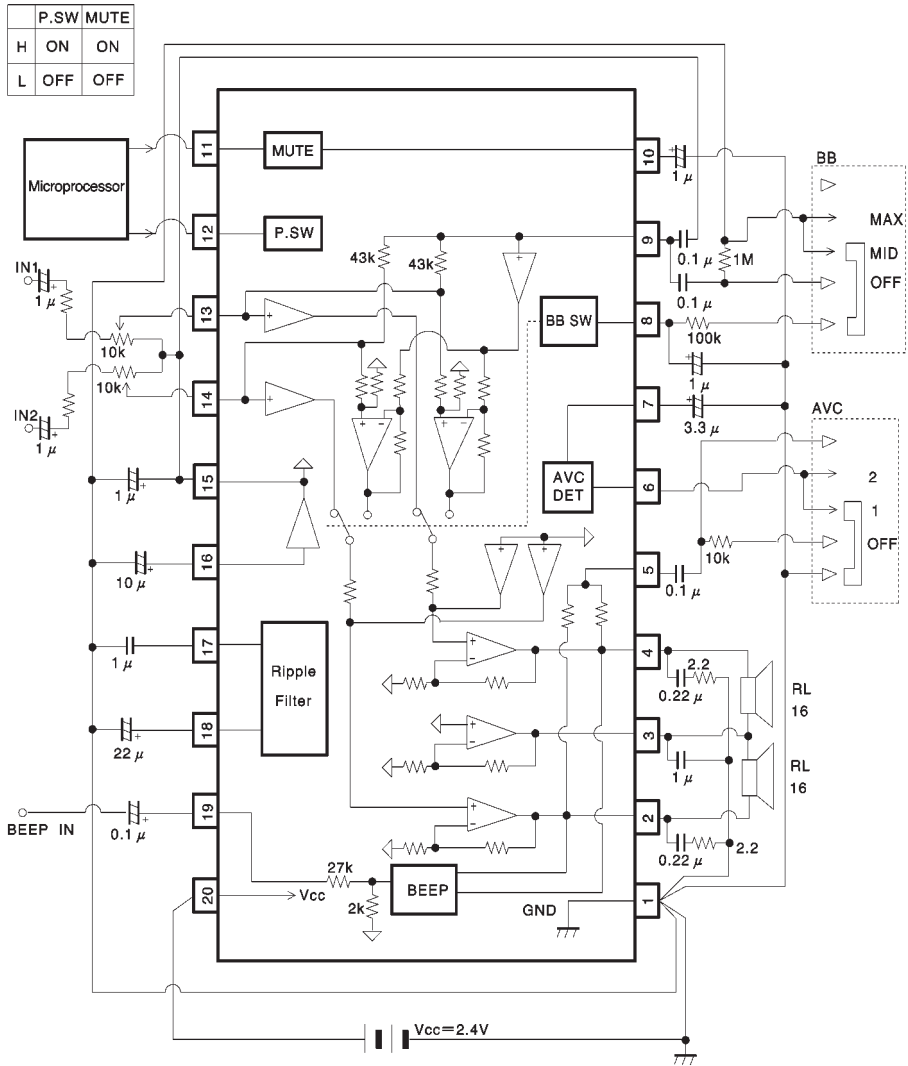 P.SW MUTE
H ON ON
L OFF OFF
Microprocessor
11
MUTE
10
1 μ
BB
12
P.SW
9
0.1 μ
1M
MAX
MID
OFF
IN1
1 μ
43k
43k
0.1 μ
13
BB SW
8
100k
10k
1 μ
10k
14
7
3.3 μ
AVC
IN2
1 μ
15
1 μ
AVC
DET
6
2
1
OFF
10k
16
10 μ
5
0.1 μ
17
1 μ
Ripple
Filter
4
2.2
0.22 μ
RL
16
18
22 μ
3
1 μ
RL
16
19
0.1 μ
BEEP IN
2
0.22 μ
2.2
27k
BEEP
20
Vcc
2k
GND
1
Vcc=2.4V